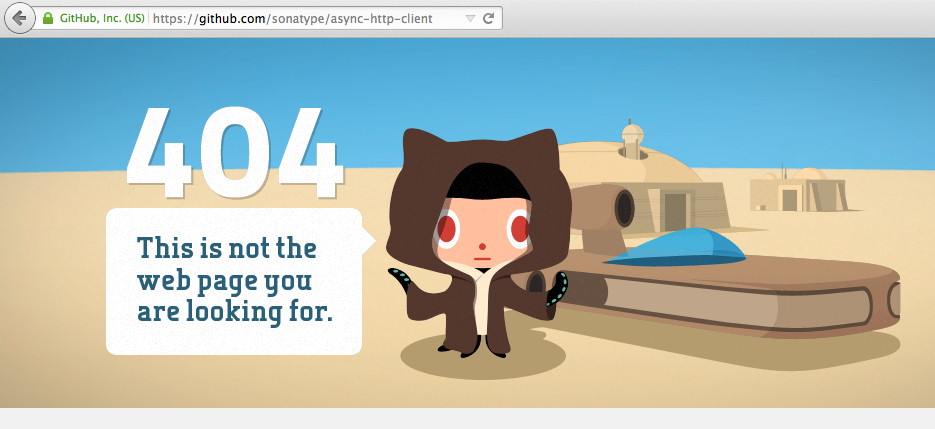 GitHub, Inc. (US) https://github.com/sonatype/async-http-client
404
This is not the
web page you
are looking for.